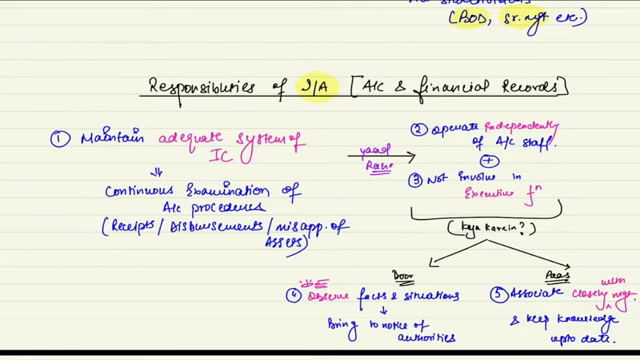 (BOD, sr. mgt etc.)
Responsibilities of I/A [A/c & financial Records]
① Maintain adequate system of
IC
⇓
Continuous Examination of
A/c procedures
(Receipts / Disbursements / misapp. of
Assets)
yaad
Rahe
② Operate independently
of A/c staff.
+
③ Not Involve in
Executive fⁿ
(Kya Karein?)
Door
④ Observe facts & situations
↓
Bring to notice of
authorities
Paas
⑤ Associate closely with mgt.
& keep knowledge
upto date.